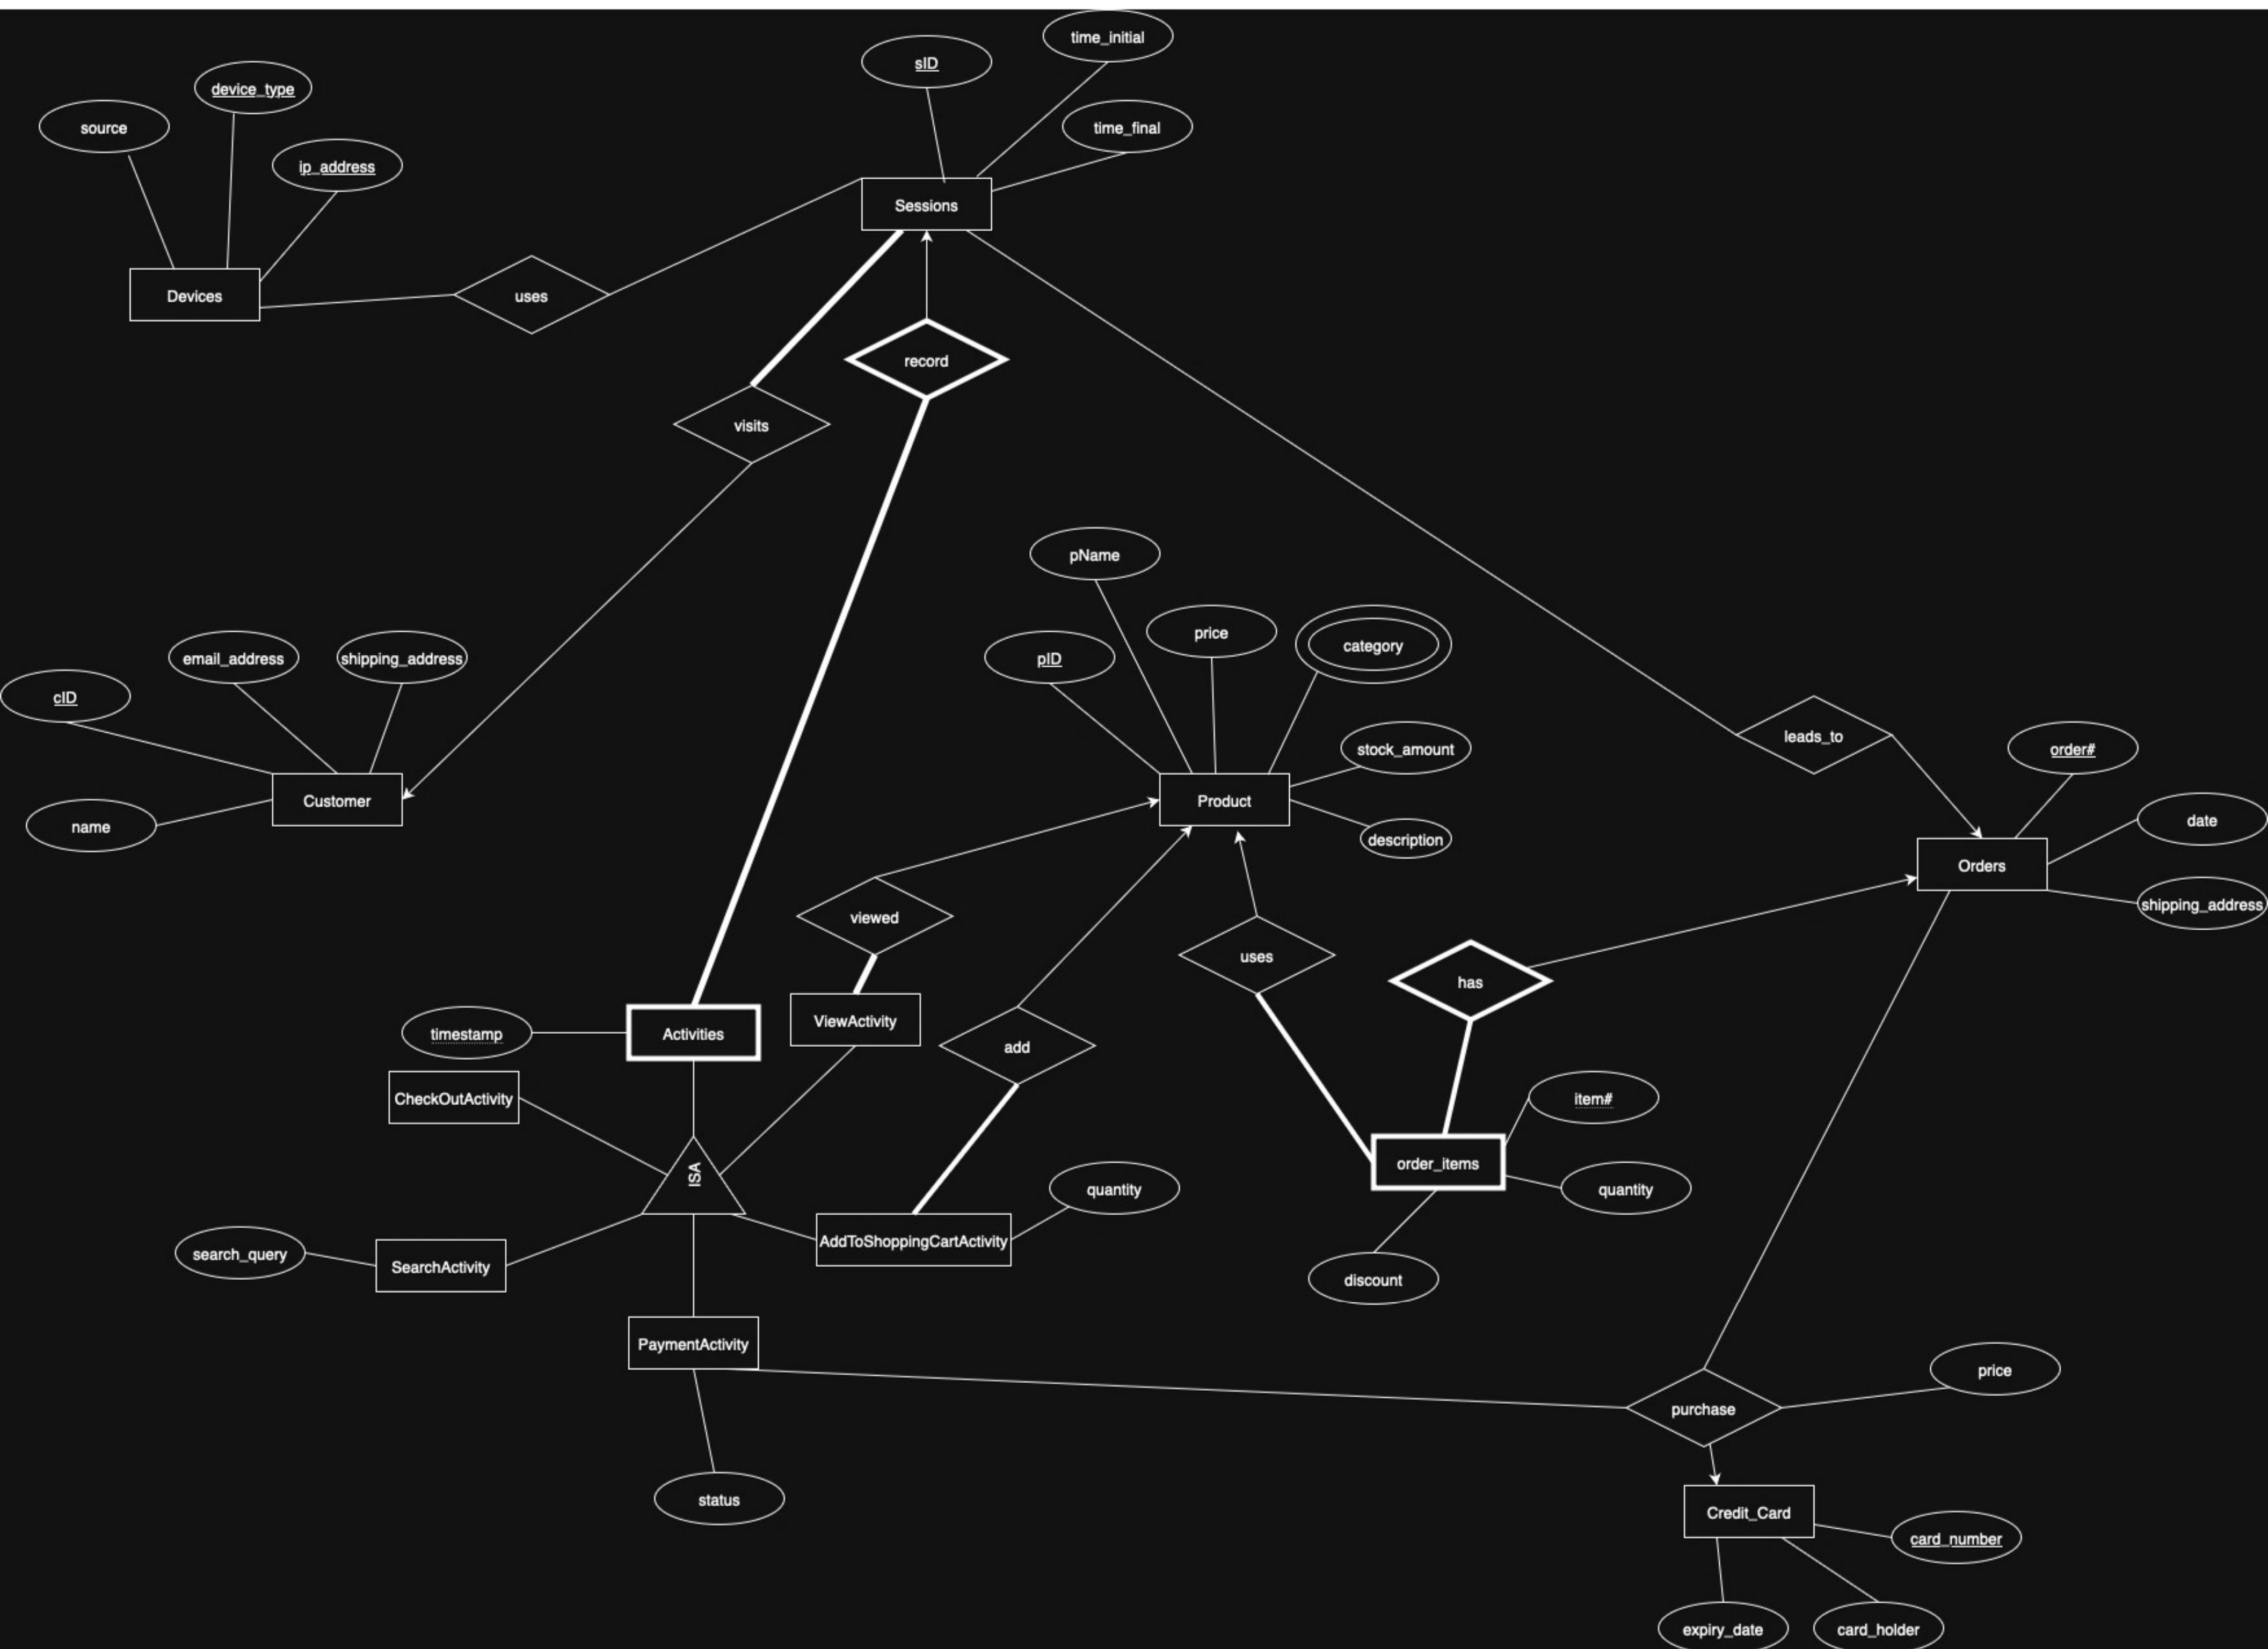 time_initial
sID
device_type
source
time_final
ip_address
Sessions
Devices
uses
record
visits
pName
price
category
email_address
shipping_address
pID
cID
leads_to
order#
stock_amount
Customer
Product
name
date
description
Orders
shipping_address
viewed
uses
has
ViewActivity
timestamp
Activities
add
CheckOutActivity
item#
order_items
ISA
quantity
quantity
AddToShoppingCartActivity
search_query
SearchActivity
discount
PaymentActivity
price
purchase
status
Credit_Card
card_number
expiry_date
card_holder